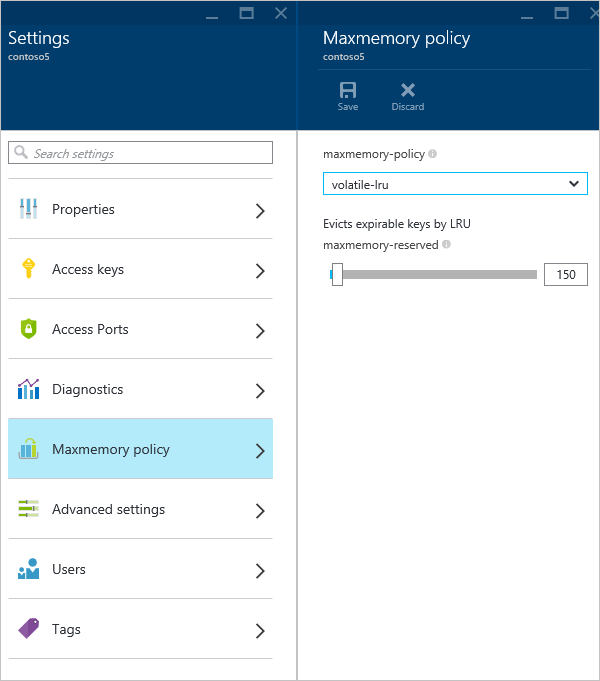 Settings
contoso5
Search settings
Properties
Access keys
Access Ports
Diagnostics
Maxmemory policy
Advanced settings
Users
Tags
Maxmemory policy
contoso5
Save
Discard
maxmemory-policy
volatile-lru
Evicts expirable keys by LRU
maxmemory-reserved
150